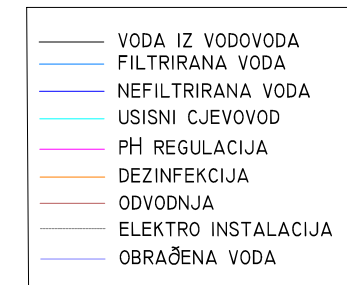 VODA IZ VODOVODA
FILTRIRANA VODA
NEFILTRIRANA VODA
USISNI CJEVOVOD
pH REGULACIJA
DEZINFEKCIJA
ODVODNJA
ELEKTRO INSTALACIJA
OBRAĐENA VODA